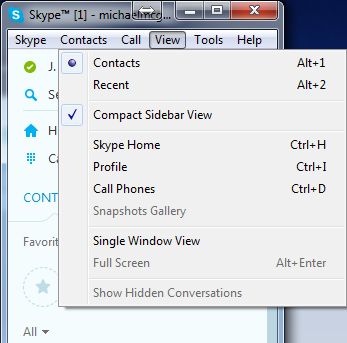 Skype™ [1] - michaelmcg...
Skype Contacts Call View Tools Help
J.
Se
H
Ca
CONT
Favorit
All
Contacts Alt+1
Recent Alt+2
Compact Sidebar View
Skype Home Ctrl+H
Profile Ctrl+I
Call Phones Ctrl+D
Snapshots Gallery
Single Window View
Full Screen Alt+Enter
Show Hidden Conversations